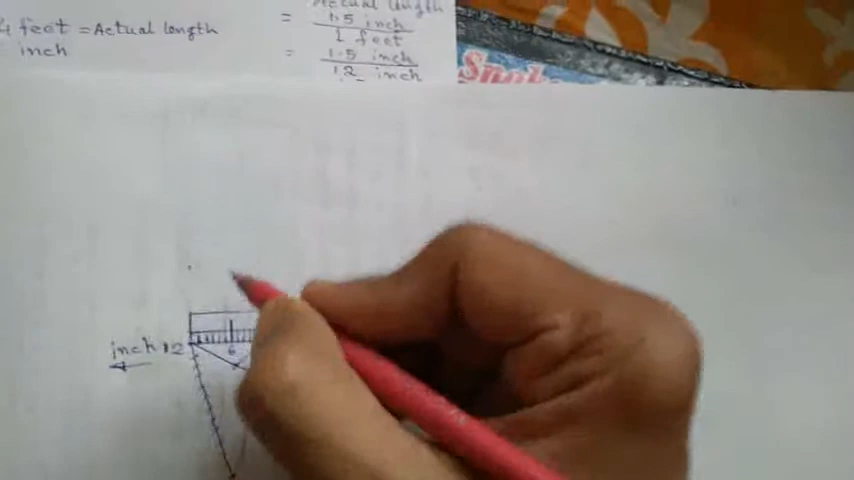 Actual length
4 feet = Actual length = 1.5 inch
1 feet
inch = 1.5 inch
12 inch
inch 12
6